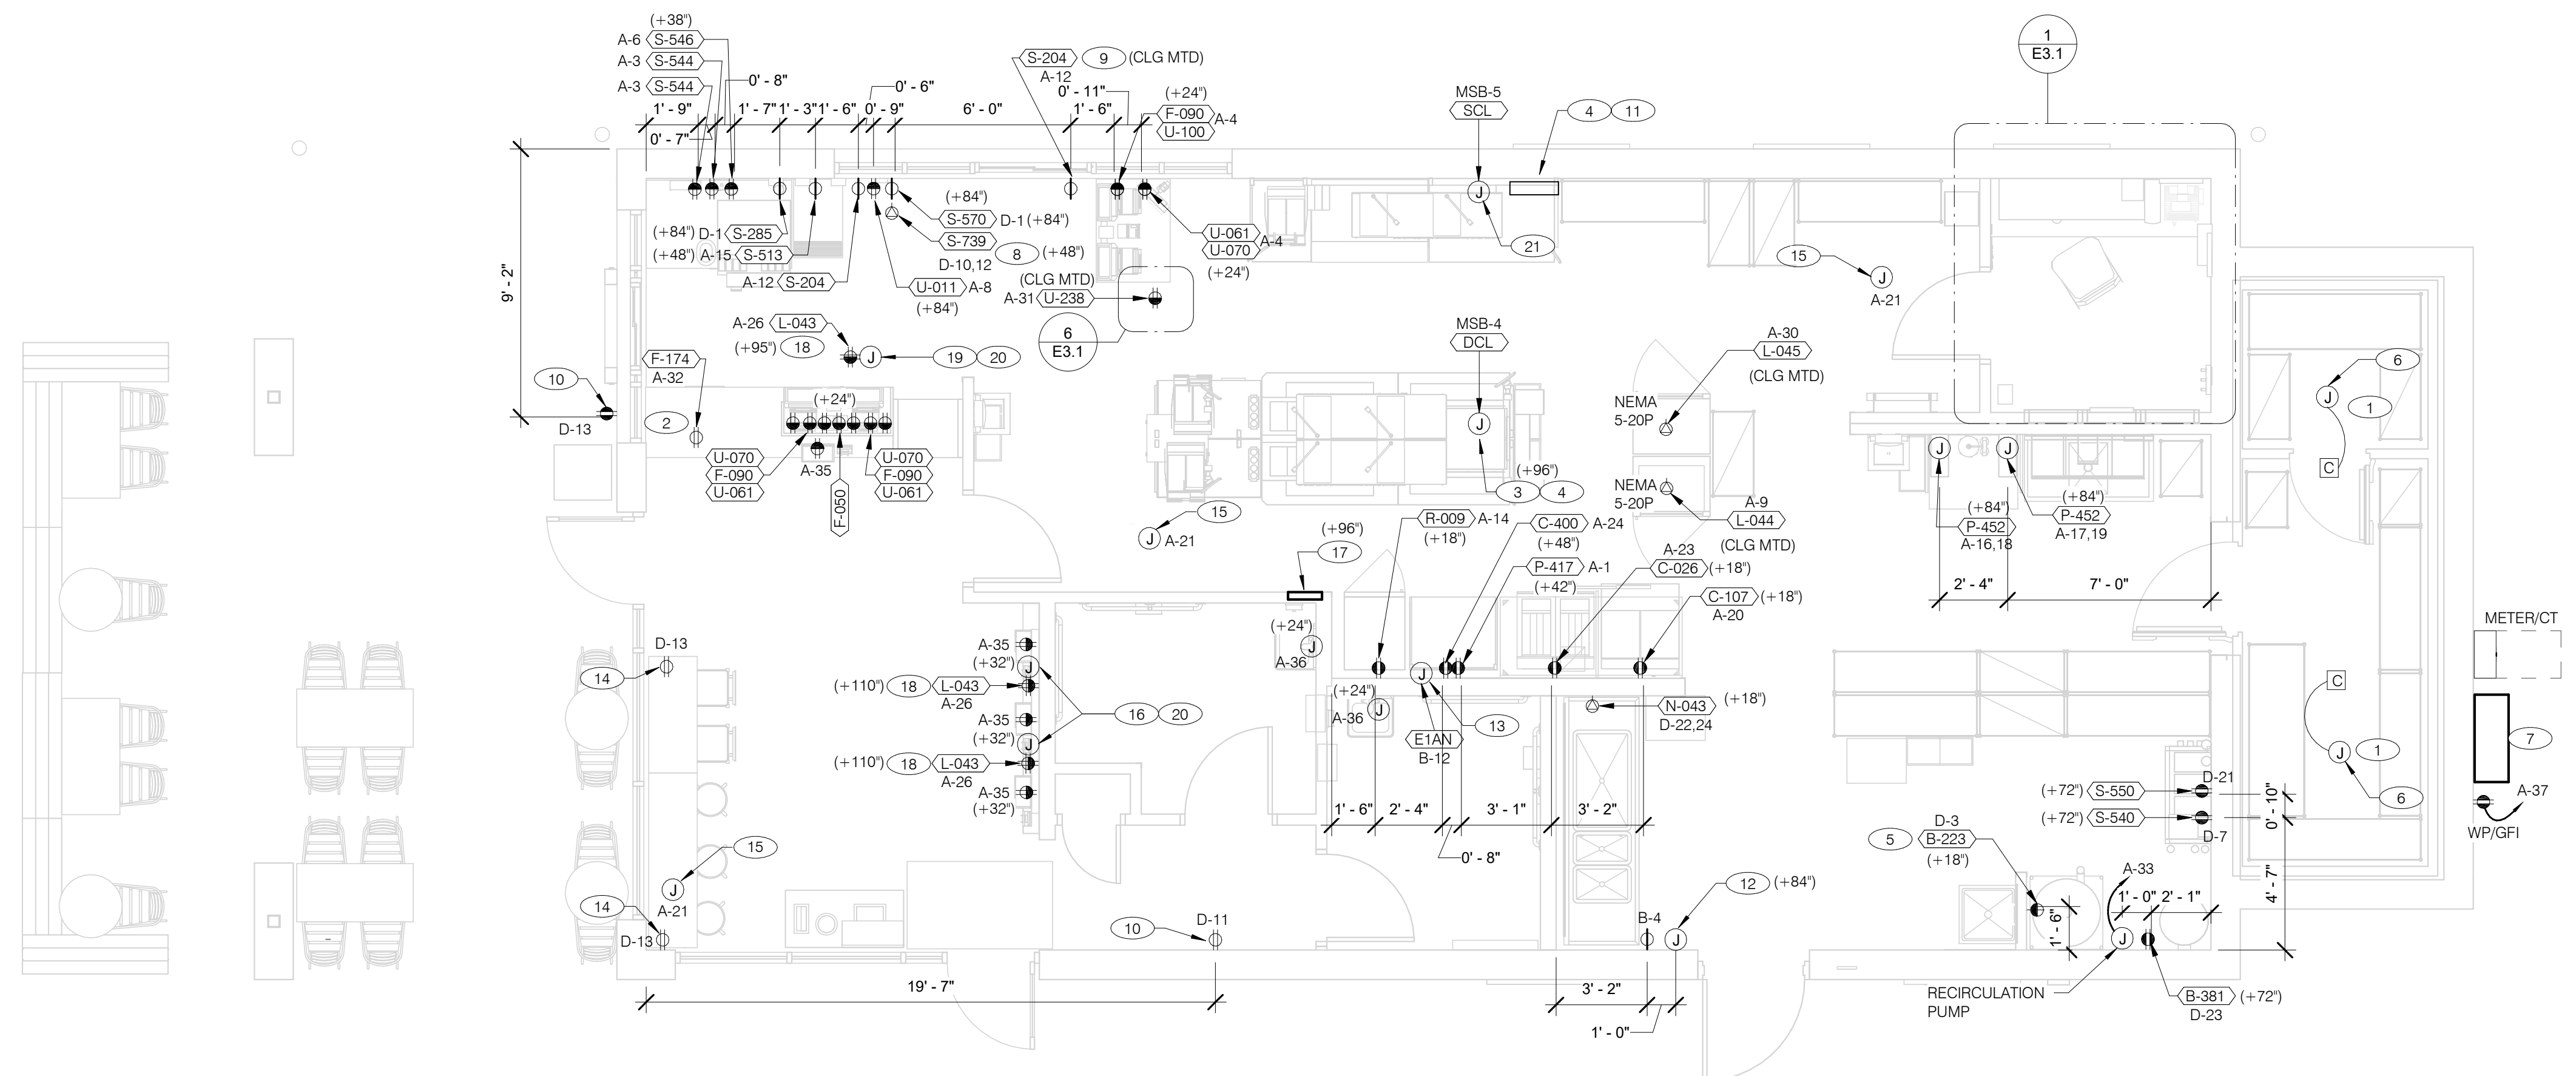 (+38")
A-6 S-546
A-3 S-544
A-3 S-544
0' - 8"
1' - 9"
0' - 7"
1' - 7"
1' - 3"
1' - 6"
0' - 9"
0' - 6"
6' - 0"
S-204 9 (CLG MTD)
A-12
0' - 11"
1' - 6"
(+24")
F-090 A-4
U-100
MSB-5
SCL
4 11
1
E3.1
9' - 2"
(+84") D-1 S-285
(+48") A-15 S-513
A-12 S-204
(+84")
S-570 D-1 (+84")
S-739
8 (+48")
D-10,12
U-011 A-8
(+84")
(CLG MTD)
A-31 U-238
U-061 A-4
U-070
(+24")
21
15
A-21
6
E3.1
A-26 L-043
(+95") 18
19 20
F-174
A-32
2
10
D-13
(+24")
U-070
F-090
U-061
A-35
F-050
U-070
F-090
U-061
MSB-4
DCL
(+96")
3 4
A-30
L-045
(CLG MTD)
NEMA
5-20P
NEMA
5-20P
A-9
L-044
(CLG MTD)
15
A-21
(+96")
17
R-009 A-14
(+18")
C-400 A-24
(+48")
P-417 A-1
(+42")
A-23
C-026 (+18")
C-107 (+18")
A-20
(+84")
P-452
A-16,18
(+84")
P-452
A-17,19
2' - 4"
7' - 0"
6
J
1
C
C
J
1
6
METER/CT
7
A-37
WP/GFI
D-13
14
A-35
(+32")
(+110") 18 L-043
A-26
A-35
(+32")
16 20
(+110") 18 L-043
A-26
A-35
(+32")
(+24")
J
A-36
(+24")
J
A-36
13
E1AN
B-12
N-043 (+18")
D-22,24
1' - 6"
2' - 4"
3' - 1"
3' - 2"
0' - 8"
15
J
A-21
14
D-13
10
D-11
19' - 7"
B-4
12 (+84")
J
3' - 2"
1' - 0"
D-21
(+72") S-550
(+72") S-540
D-7
0' - 10"
4' - 7"
D-3
5 B-223
(+18")
A-33
1' - 0"
2' - 1"
1' - 6"
J
RECIRCULATION
PUMP
B-381 (+72")
D-23